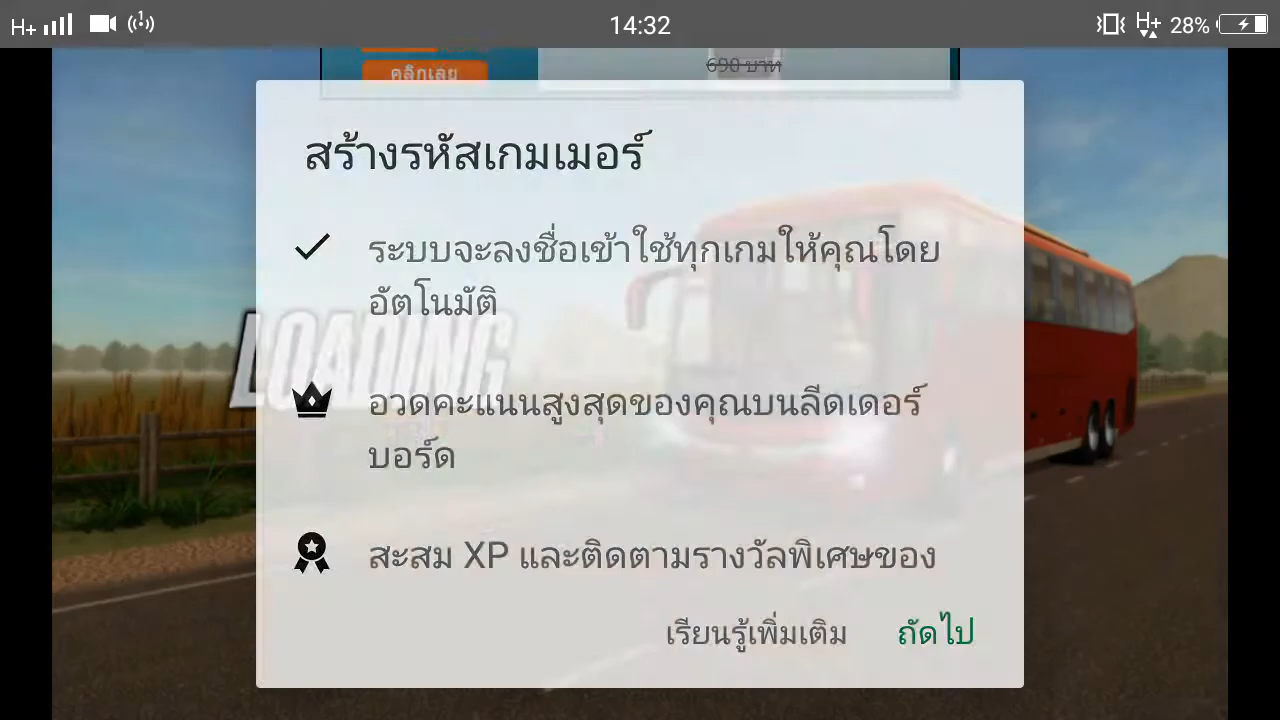 H+
14:32
H+ 28%
คลิกเลย
690 บาท
สร้างรหัสเกมเมอร์
ระบบจะลงชื่อเข้าใช้ทุกเกมให้คุณโดย
อัตโนมัติ
LOADING
อวดคะแนนสูงสุดของคุณบนลีดเดอร์
บอร์ด
สะสม XP และติดตามรางวัลพิเศษของ
เรียนรู้เพิ่มเติม ถัดไป